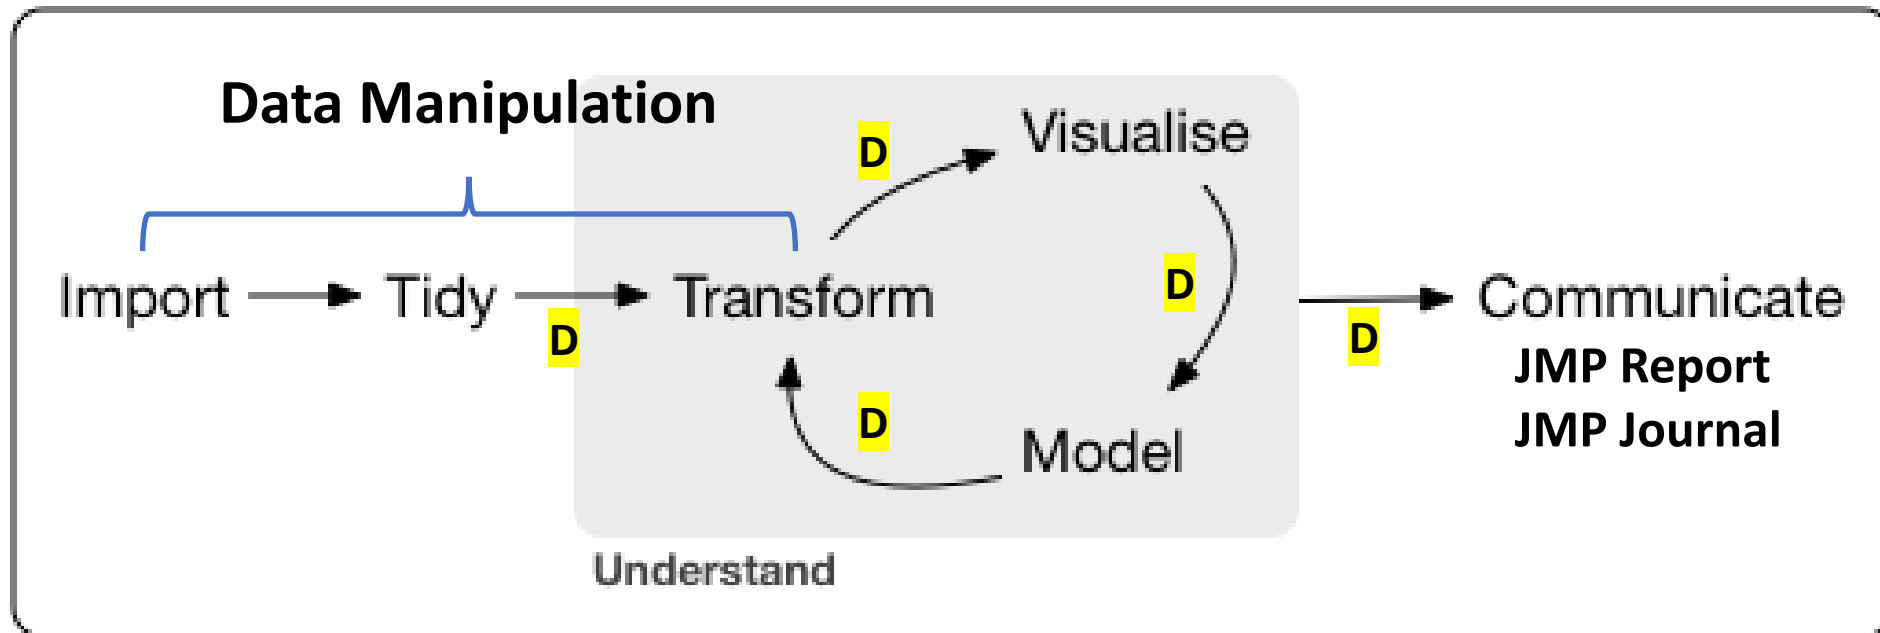 Data Manipulation
D
Visualise
D
Import
Tidy
Transform
Communicate
D
D
JMP Report
D
JMP Journal
Model
Understand